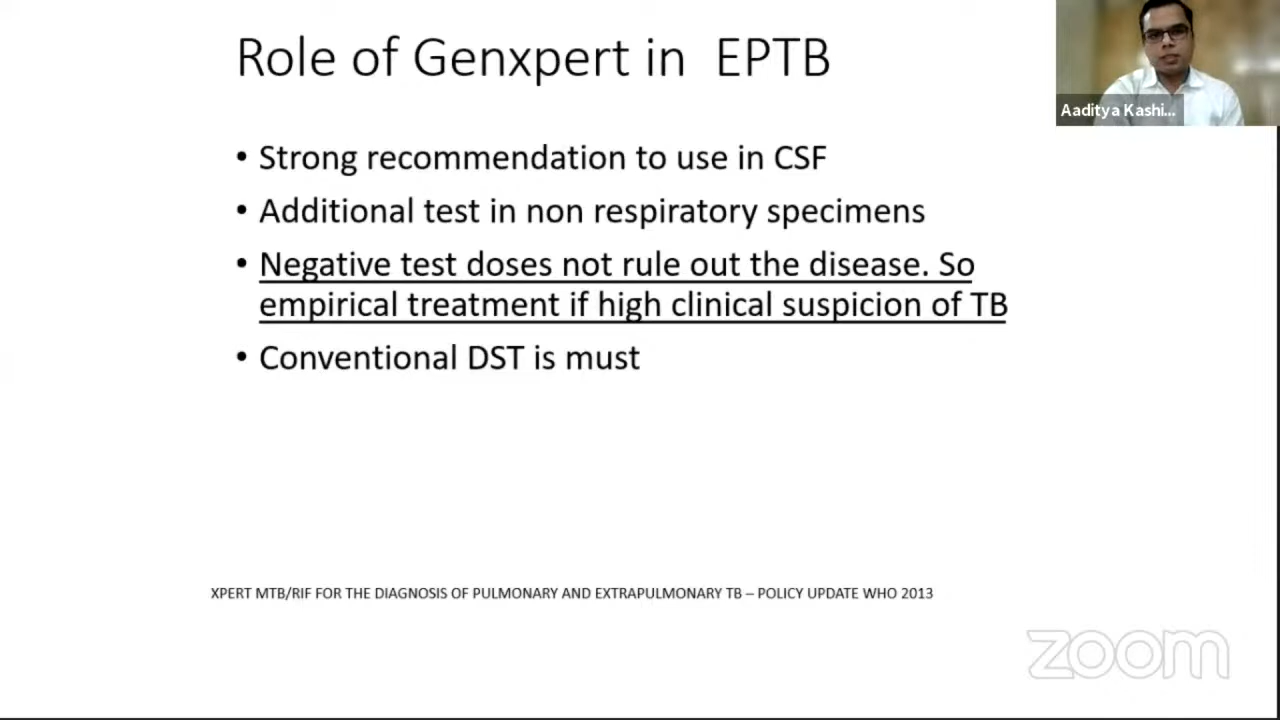 Role of Genxpert in EPTB
Aaditya Kashi...
• Strong recommendation to use in CSF
• Additional test in non respiratory specimens
• Negative test doses not rule out the disease. So
empirical treatment if high clinical suspicion of TB
• Conventional DST is must
XPERT MTB/RIF FOR THE DIAGNOSIS OF PULMONARY AND EXTRAPULMONARY TB – POLICY UPDATE WHO 2013
zoom